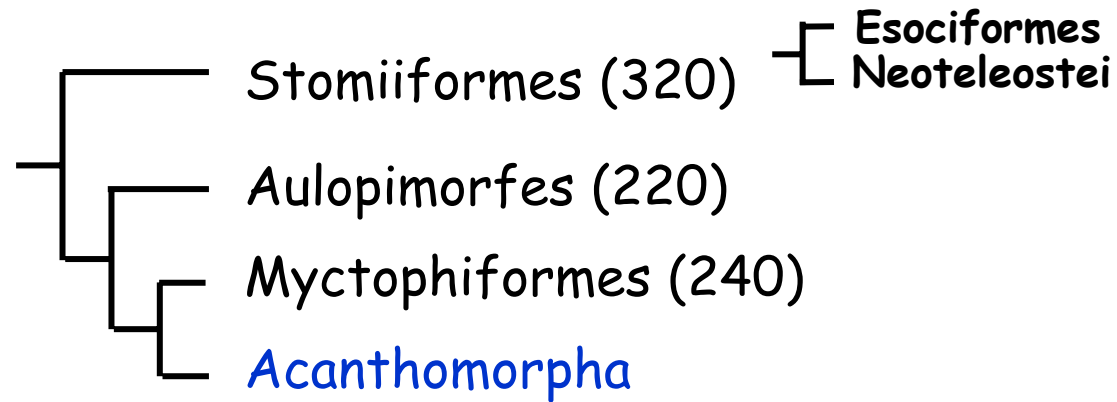 Esociformes
Neoteleostei
Stomiiformes (320)
Aulopimorfes (220)
Myctophiformes (240)
Acanthomorpha